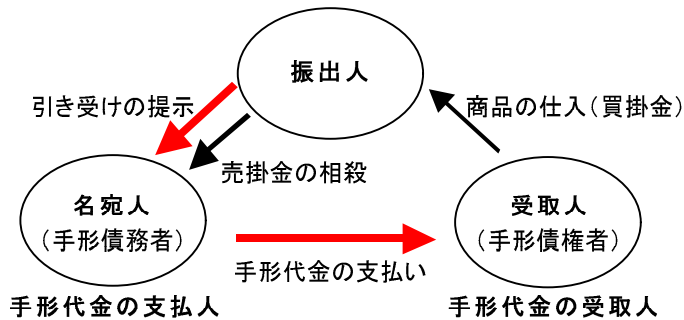 振出人
引き受けの提示
商品の仕入（買掛金）
売掛金の相殺
名宛人
（手形債務者）
受取人
（手形債権者）
手形代金の支払い
手形代金の支払人
手形代金の受取人